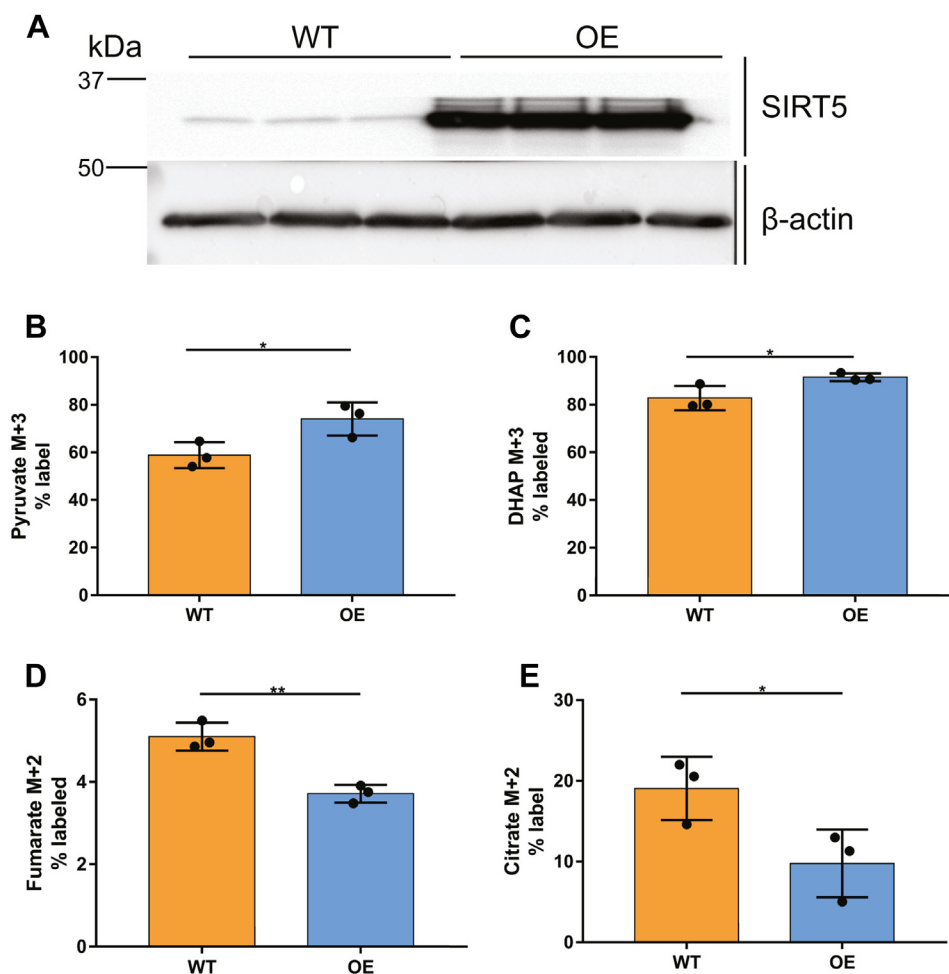 A
kDa
WT
OE
37
SIRT5
50
β-actin
B
*
100
80
60
40
20
0
Pyruvate M+3
% label
WT
OE
C
*
100
80
60
40
20
0
DHAP M+3
% labeled
WT
OE
D
**
6
4
2
0
Fumarate M+2
% labeled
WT
OE
E
*
30
20
10
0
Citrate M+2
% label
WT
OE